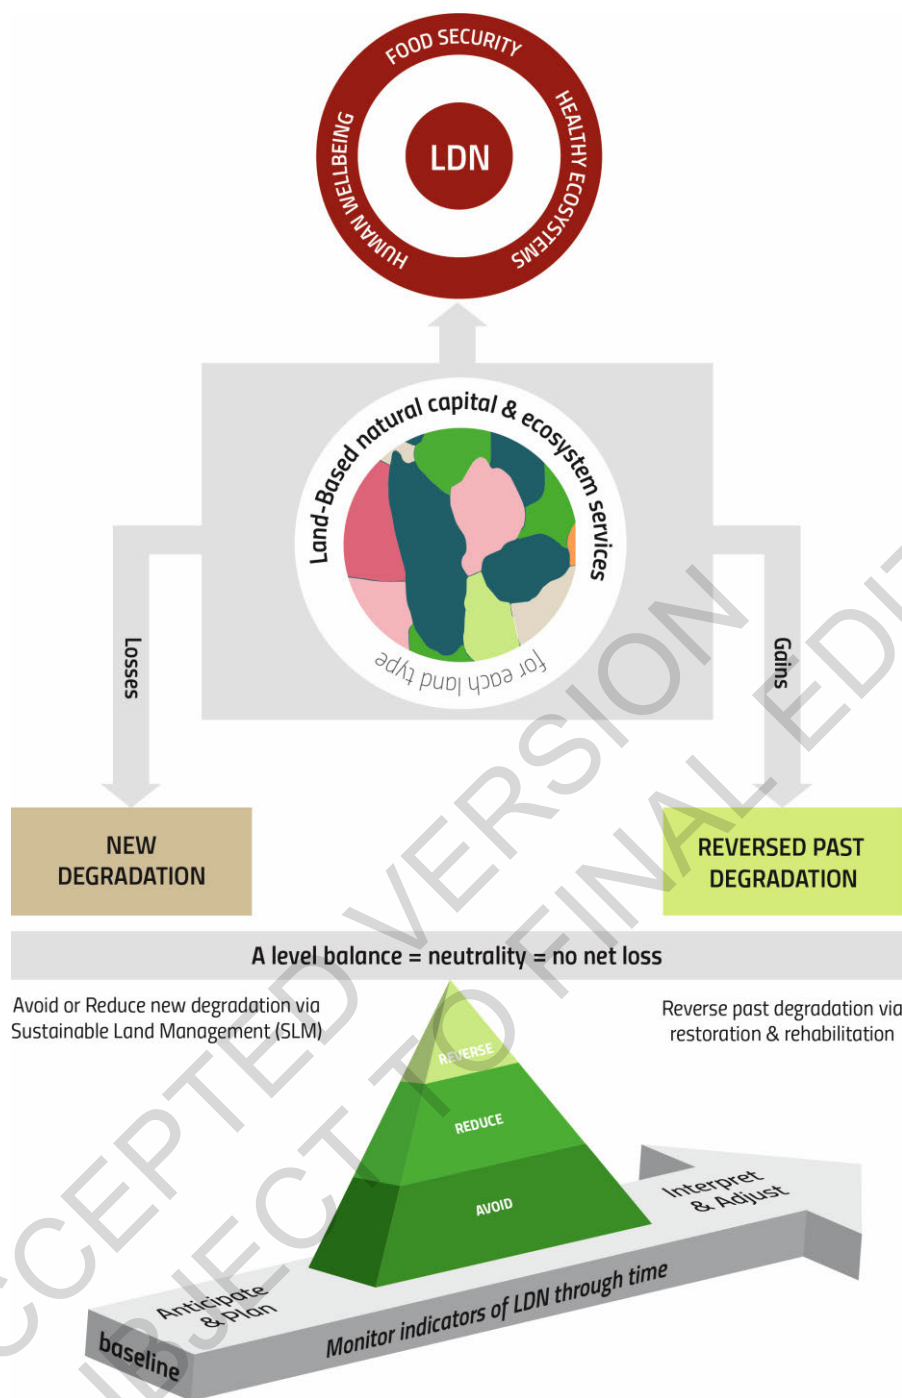 FOOD SECURITY
HUMAN WELLBEING
HEALTHY ECOSYSTEMS
LDN
Land-Based natural capital & ecosystem services
for each land type
Losses
Gains
NEW
DEGRADATION
REVERSED PAST
DEGRADATION
A level balance = neutrality = no net loss
Avoid or Reduce new degradation via
Sustainable Land Management (SLM)
Reverse past degradation via
restoration & rehabilitation
REVERSE
REDUCE
AVOID
Interpret
& Adjust
Anticipate
& Plan
Monitor indicators of LDN through time
baseline
CCEPTED VERSION
BJECT TO FINAL EDIT